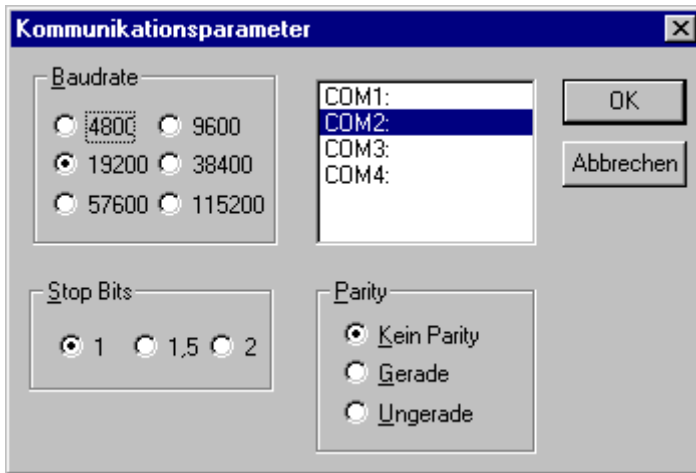 Kommunikationsparameter
Baudrate
4800 9600
19200 38400
57600 115200
COM1:
COM2:
COM3:
COM4:
OK
Abbrechen
Stop Bits
1 1,5 2
Parity
Kein Parity
Gerade
Ungerade